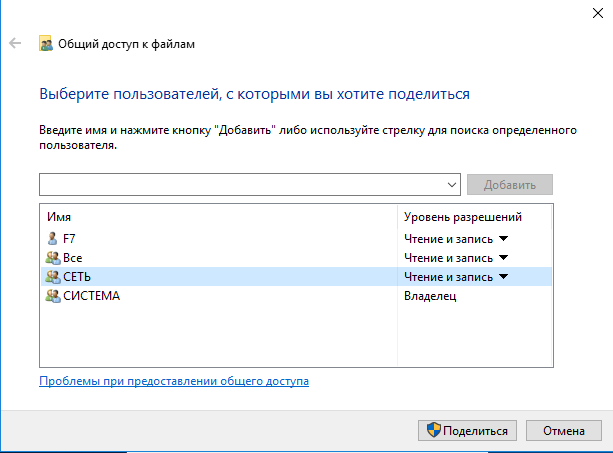 Общий доступ к файлам
Выберите пользователей, с которыми вы хотите поделиться
Введите имя и нажмите кнопку "Добавить" либо используйте стрелку для поиска определенного
пользователя.
Добавить
Имя Уровень разрешений
F7 Чтение и запись
Все Чтение и запись
СЕТЬ Чтение и запись
СИСТЕМА Владелец
Проблемы при предоставлении общего доступа
Поделиться Отмена